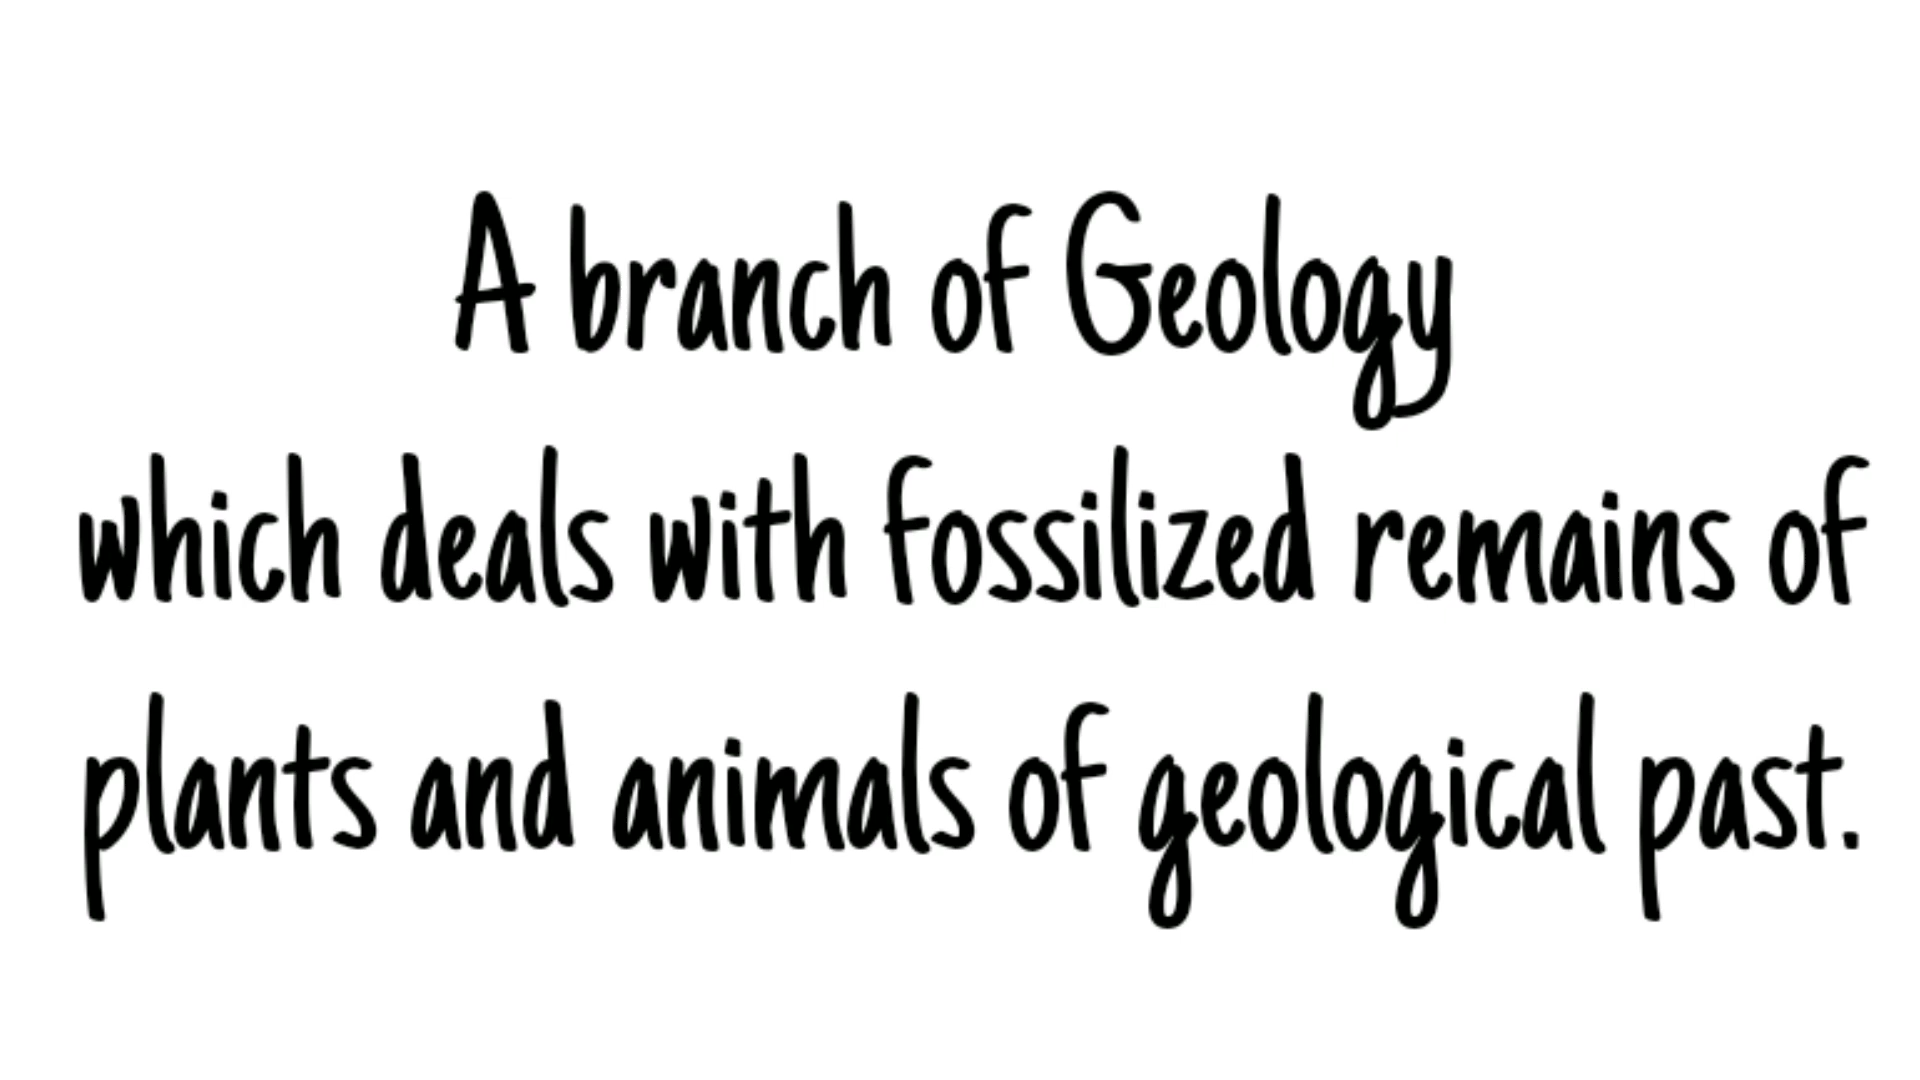 A branch of Geology
which deals with fossilized remains of
plants and animals of geological past.